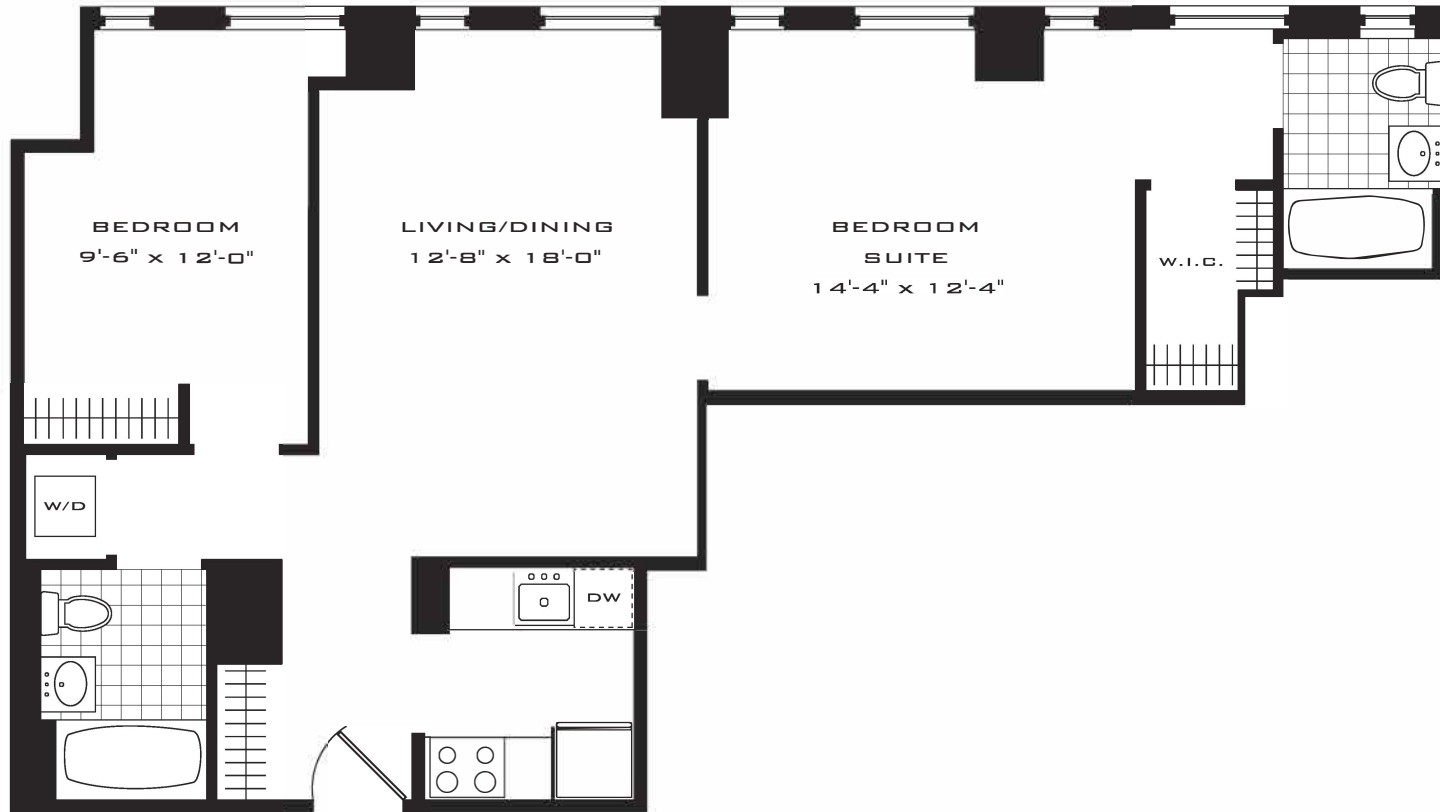 BEDROOM
9'-6" x 12'-0"
LIVING/DINING
12'-8" x 18'-0"
BEDROOM
SUITE
14'-4" x 12'-4"
W.I.C.
W/D
DW